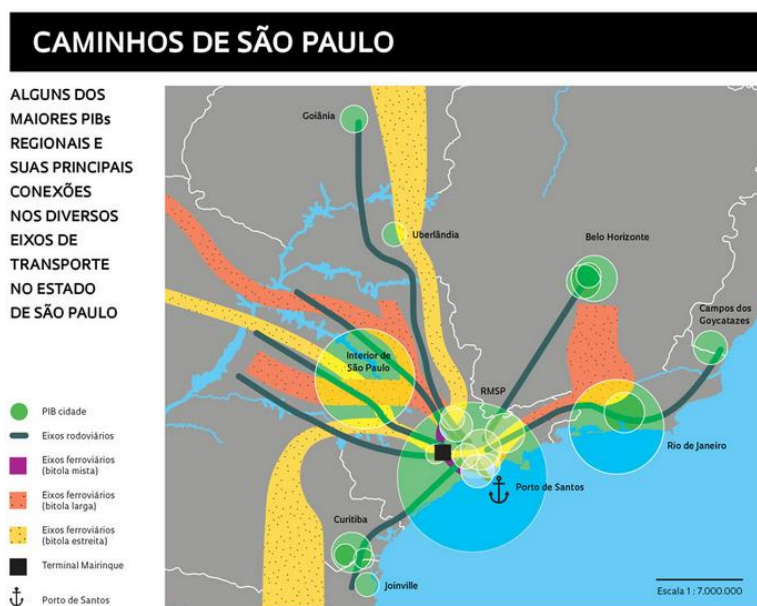 CAMINHOS DE SÃO PAULO
ALGUNS DOS
MAIORES PIBs
REGIONAIS E
SUAS PRINCIPAIS
CONEXÕES
NOS DIVERSOS
EIXOS DE
TRANSPORTE
NO ESTADO
DE SÃO PAULO
PIB cidade
Eixos rodoviários
Eixos ferroviários
(bitola mista)
Eixos ferroviários
(bitola larga)
Eixos ferroviários
(bitola estreita)
Terminal Mairinque
Porto de Santos
Goiânia
Uberlândia
Belo Horizonte
Campos dos
Goycatazes
Interior de
São Paulo
RMSP
Rio de Janeiro
Porto de Santos
Curitiba
Joinville
Escala 1 : 7.000.000